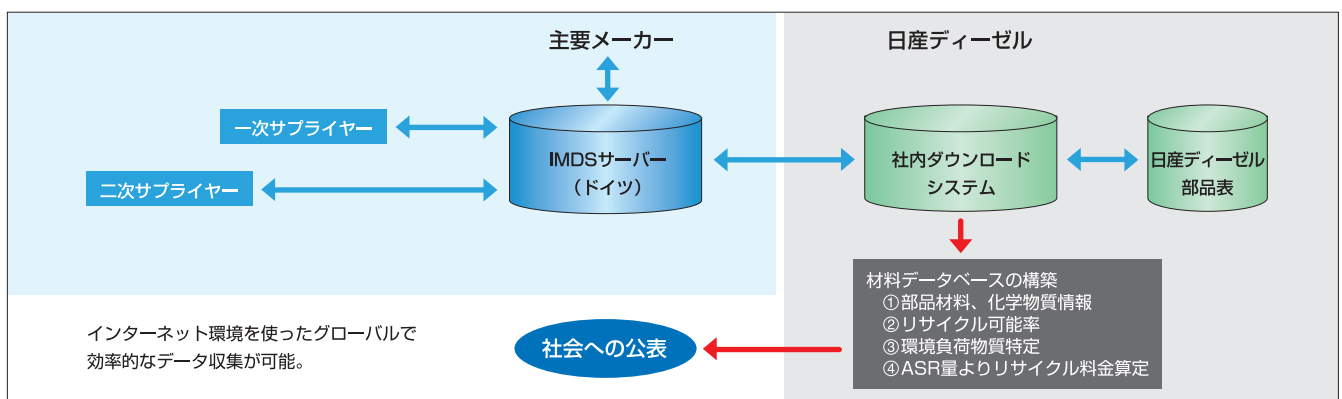 主要メーカー
日産ディーゼル
一次サプライヤー
二次サプライヤー
IMDSサーバー
（ドイツ）
社内ダウンロード
システム
日産ディーゼル
部品表
材料データベースの構築
①部品材料、化学物質情報
②リサイクル可能率
③環境負荷物質特定
④ASR量よりリサイクル料金算定
インターネット環境を使ったグローバルで
効率的なデータ収集が可能。
社会への公表